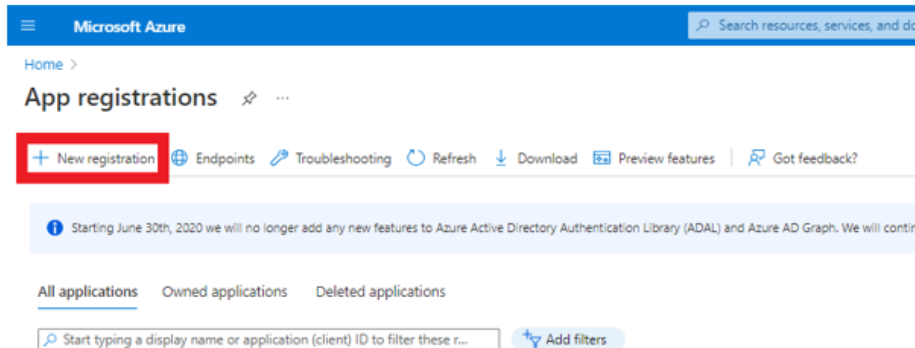 Microsoft Azure
Search resources, services, and do
Home >
App registrations
New registration Endpoints Troubleshooting Refresh Download Preview features Got feedback?
Starting June 30th, 2020 we will no longer add any new features to Azure Active Directory Authentication Library (ADAL) and Azure AD Graph. We will contin
All applications Owned applications Deleted applications
Start typing a display name or application (client) ID to filter these r...
Add filters